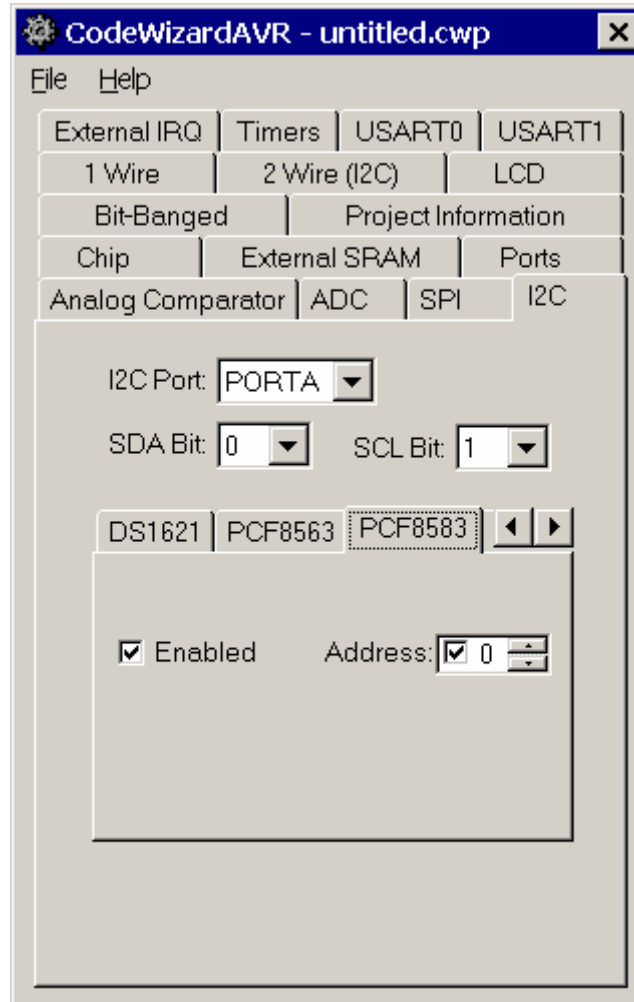 CodeWizardAVR - untitled.cwp
File Help
External IRQ Timers USART0 USART1
1 Wire 2 Wire (I2C) LCD
Bit-Banged Project Information
Chip External SRAM Ports
Analog Comparator ADC SPI I2C
I2C Port: PORTA
SDA Bit: 0 SCL Bit: 1
DS1621 PCF8563 PCF8583
Enabled Address: 0